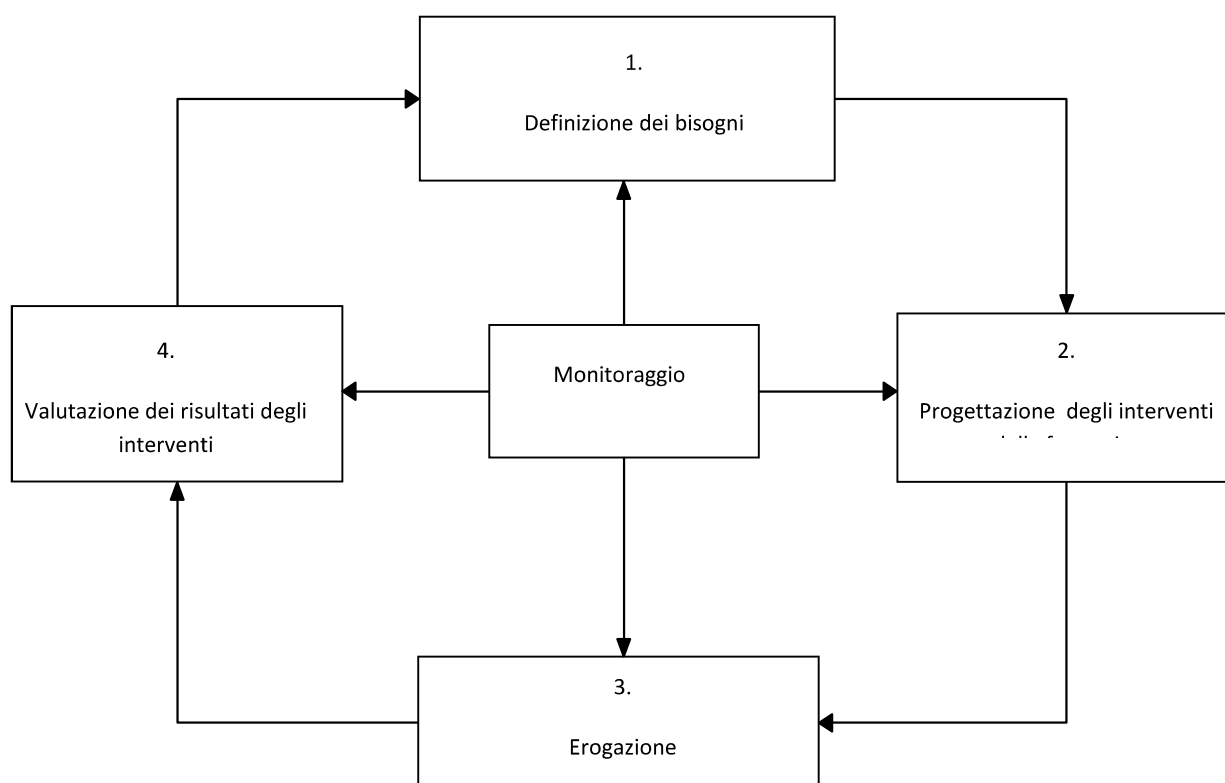 1.
Definizione dei bisogni
4.
Valutazione dei risultati degli
interventi
Monitoraggio
2.
Progettazione degli interventi
3.
Erogazione